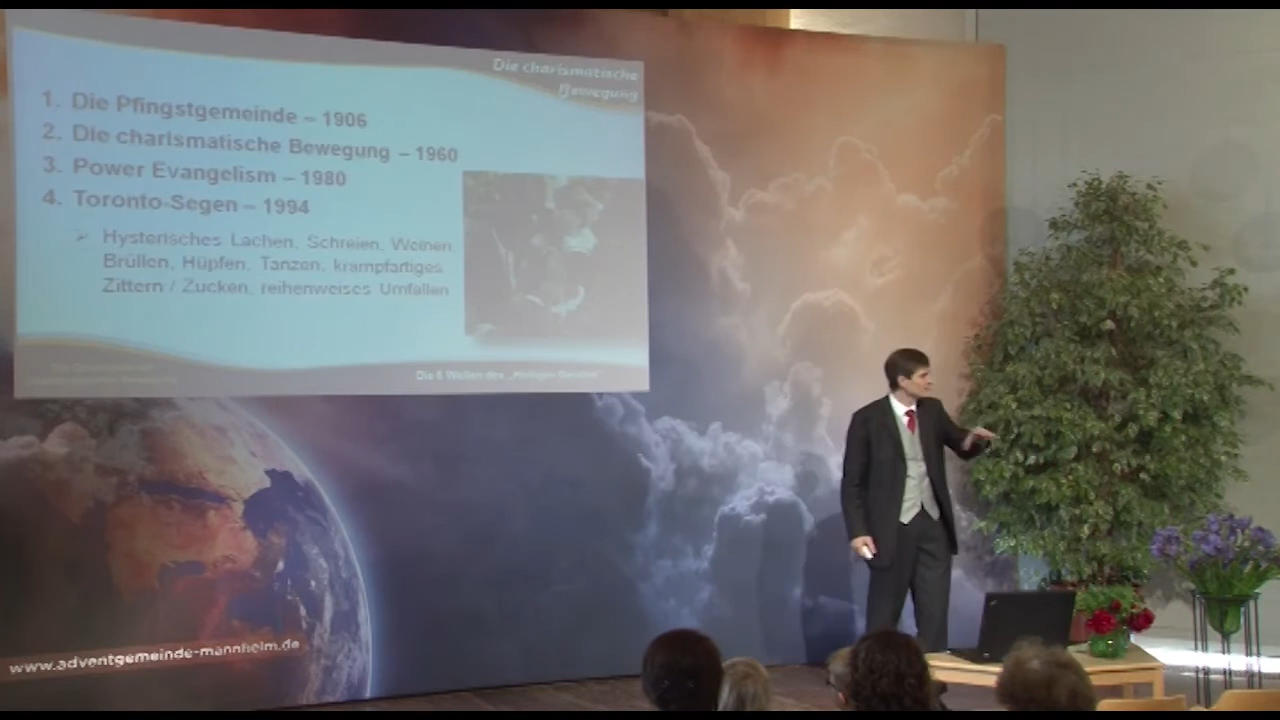 Die charismatische
Bewegung
1. Die Pfingstgemeinde – 1906
2. Die charismatische Bewegung – 1960
3. Power Evangelism – 1980
4. Toronto-Segen – 1994
➢ Hysterisches Lachen, Schreien, Weinen,
Brüllen, Hüpfen, Tanzen, krampfartiges
Zittern / Zucken, reihenweises Umfallen
Die 6 Wellen des
www.adventgemeinde-mannheim.de